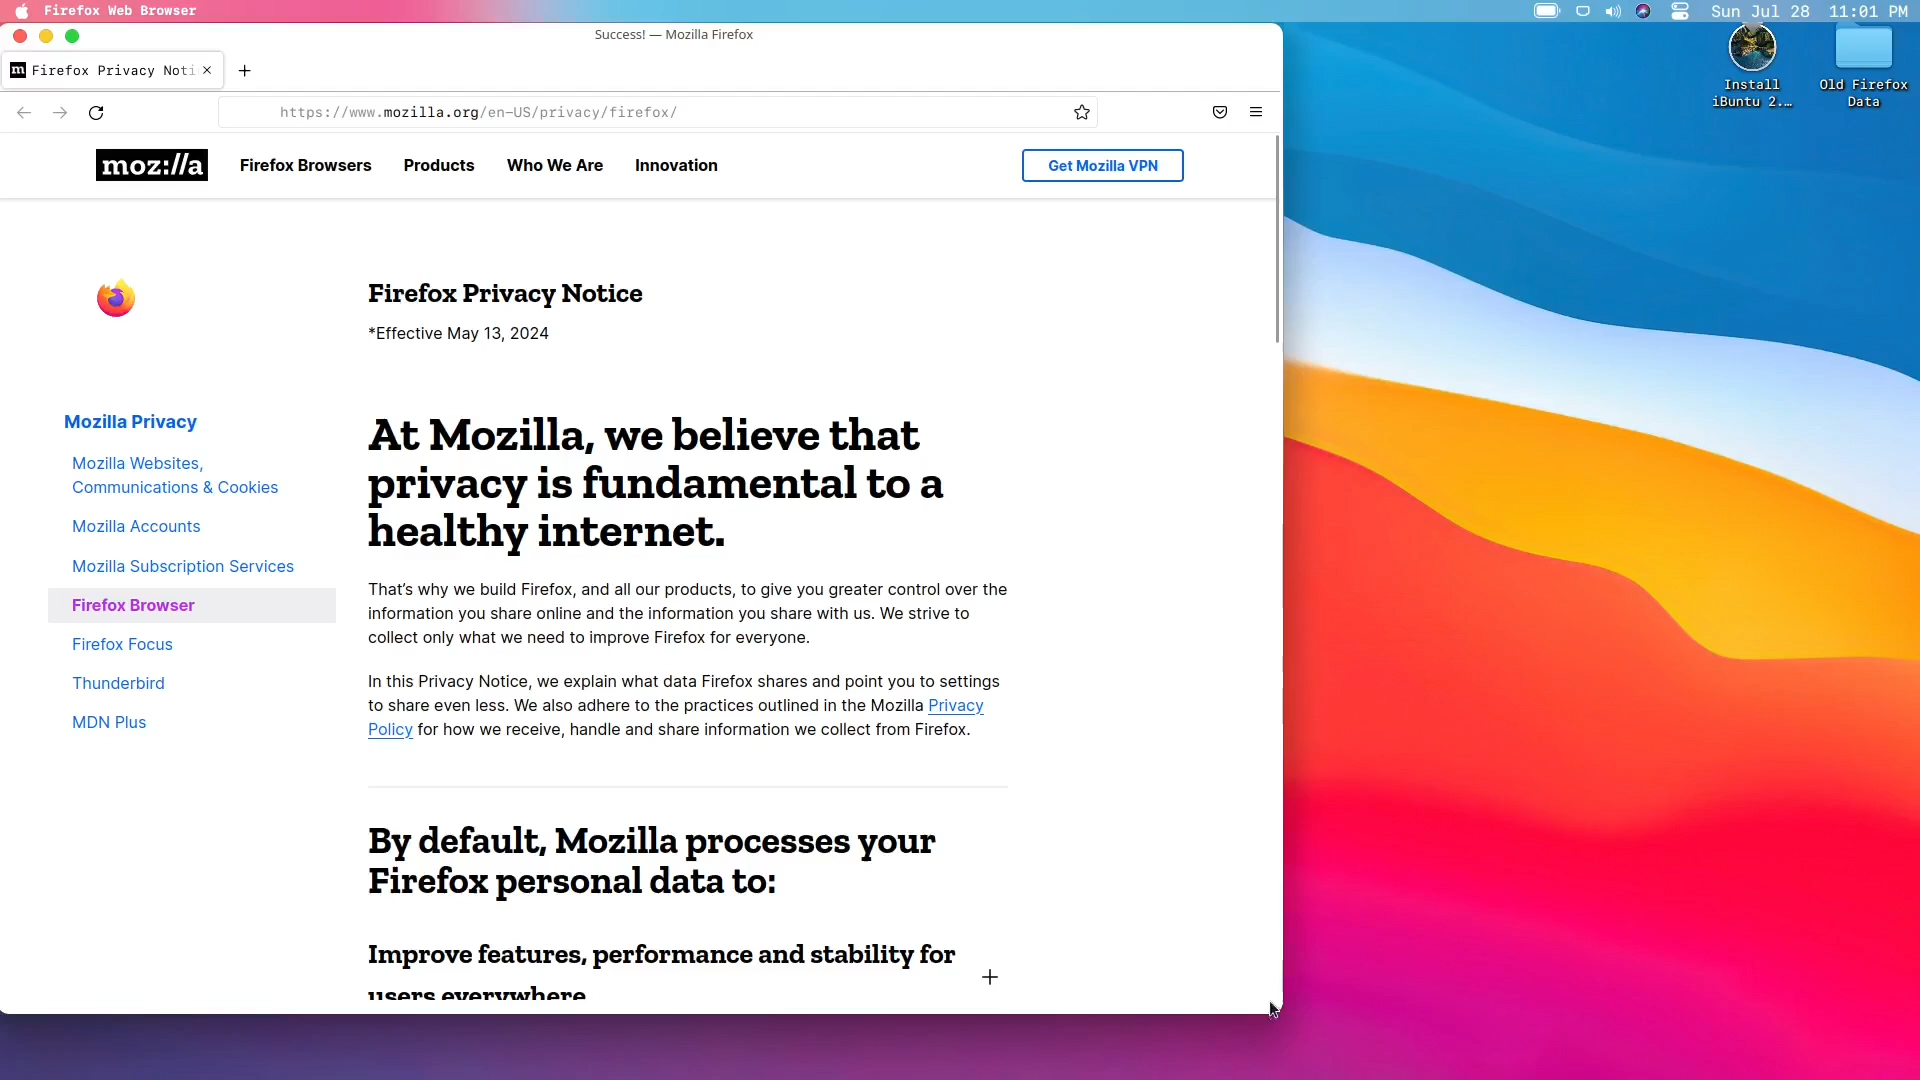 Firefox Web Browser
Sun Jul 28 11:01 PM
Success! — Mozilla Firefox
Install
iBuntu 2....
Old Firefox
Data
m Firefox Privacy Noti
https://www.mozilla.org/en-US/privacy/firefox/
moz://a
Firefox Browsers
Products
Who We Are
Innovation
Get Mozilla VPN
Firefox Privacy Notice
*Effective May 13, 2024
Mozilla Privacy
Mozilla Websites,
Communications & Cookies
Mozilla Accounts
Mozilla Subscription Services
Firefox Browser
Firefox Focus
Thunderbird
MDN Plus
At Mozilla, we believe that
privacy is fundamental to a
healthy internet.
That’s why we build Firefox, and all our products, to give you greater control over the
information you share online and the information you share with us. We strive to
collect only what we need to improve Firefox for everyone.
In this Privacy Notice, we explain what data Firefox shares and point you to settings
to share even less. We also adhere to the practices outlined in the Mozilla Privacy
Policy for how we receive, handle and share information we collect from Firefox.
By default, Mozilla processes your
Firefox personal data to:
Improve features, performance and stability for
users everywhere